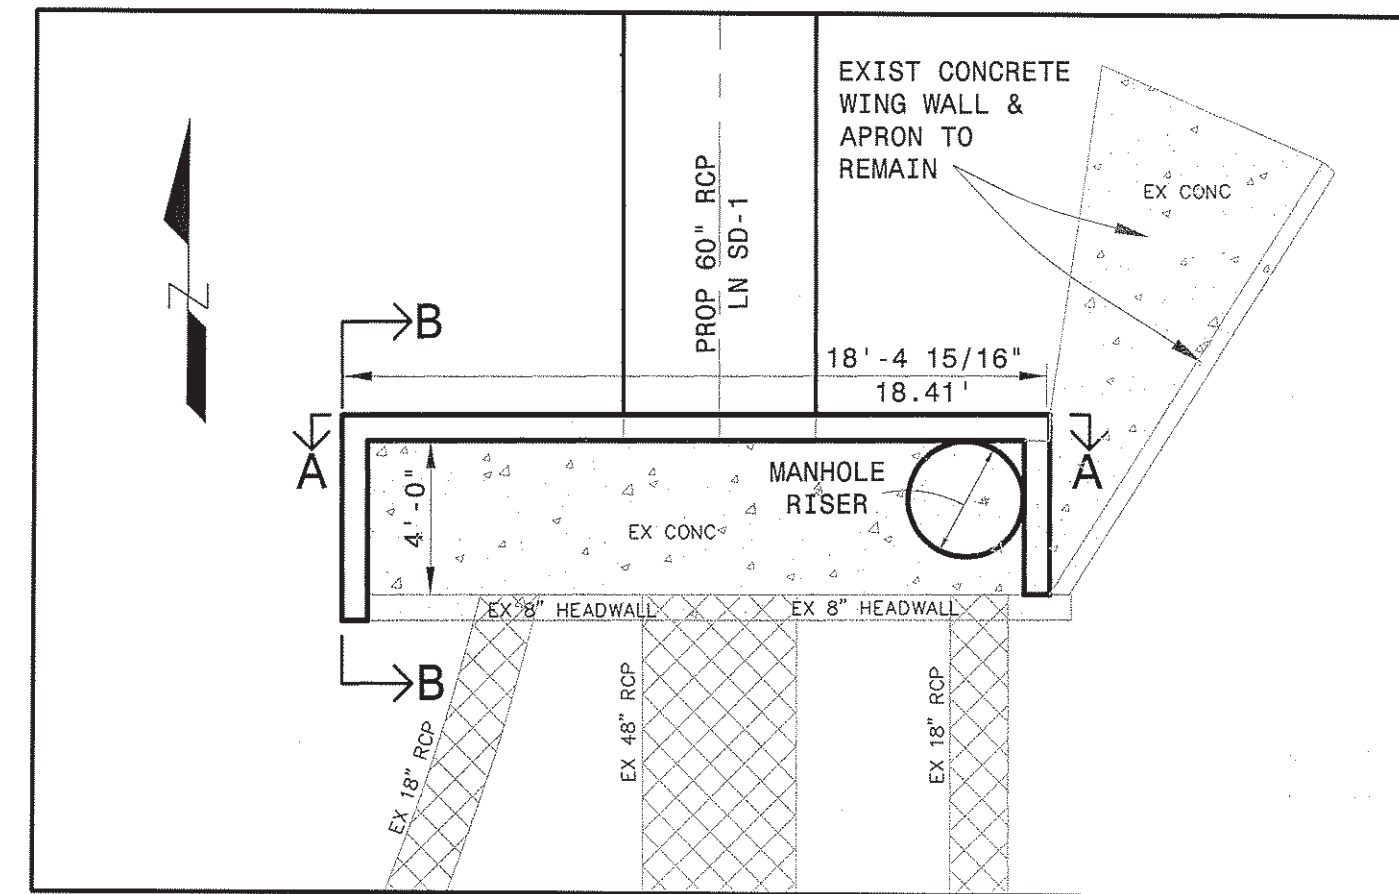 EXIST CONCRETE
WING WALL &
APRON TO
REMAIN
EX CONC
PROP 60" RCP
LN SD-1
B
18'-4 15/16"
18.41'
A
A
4'-0"
MANHOLE
RISER
EX CONC
EX 8" HEADWALL
EX 8" HEADWALL
B
EX 18" RCP
EX 48" RCP
EX 18" RCP